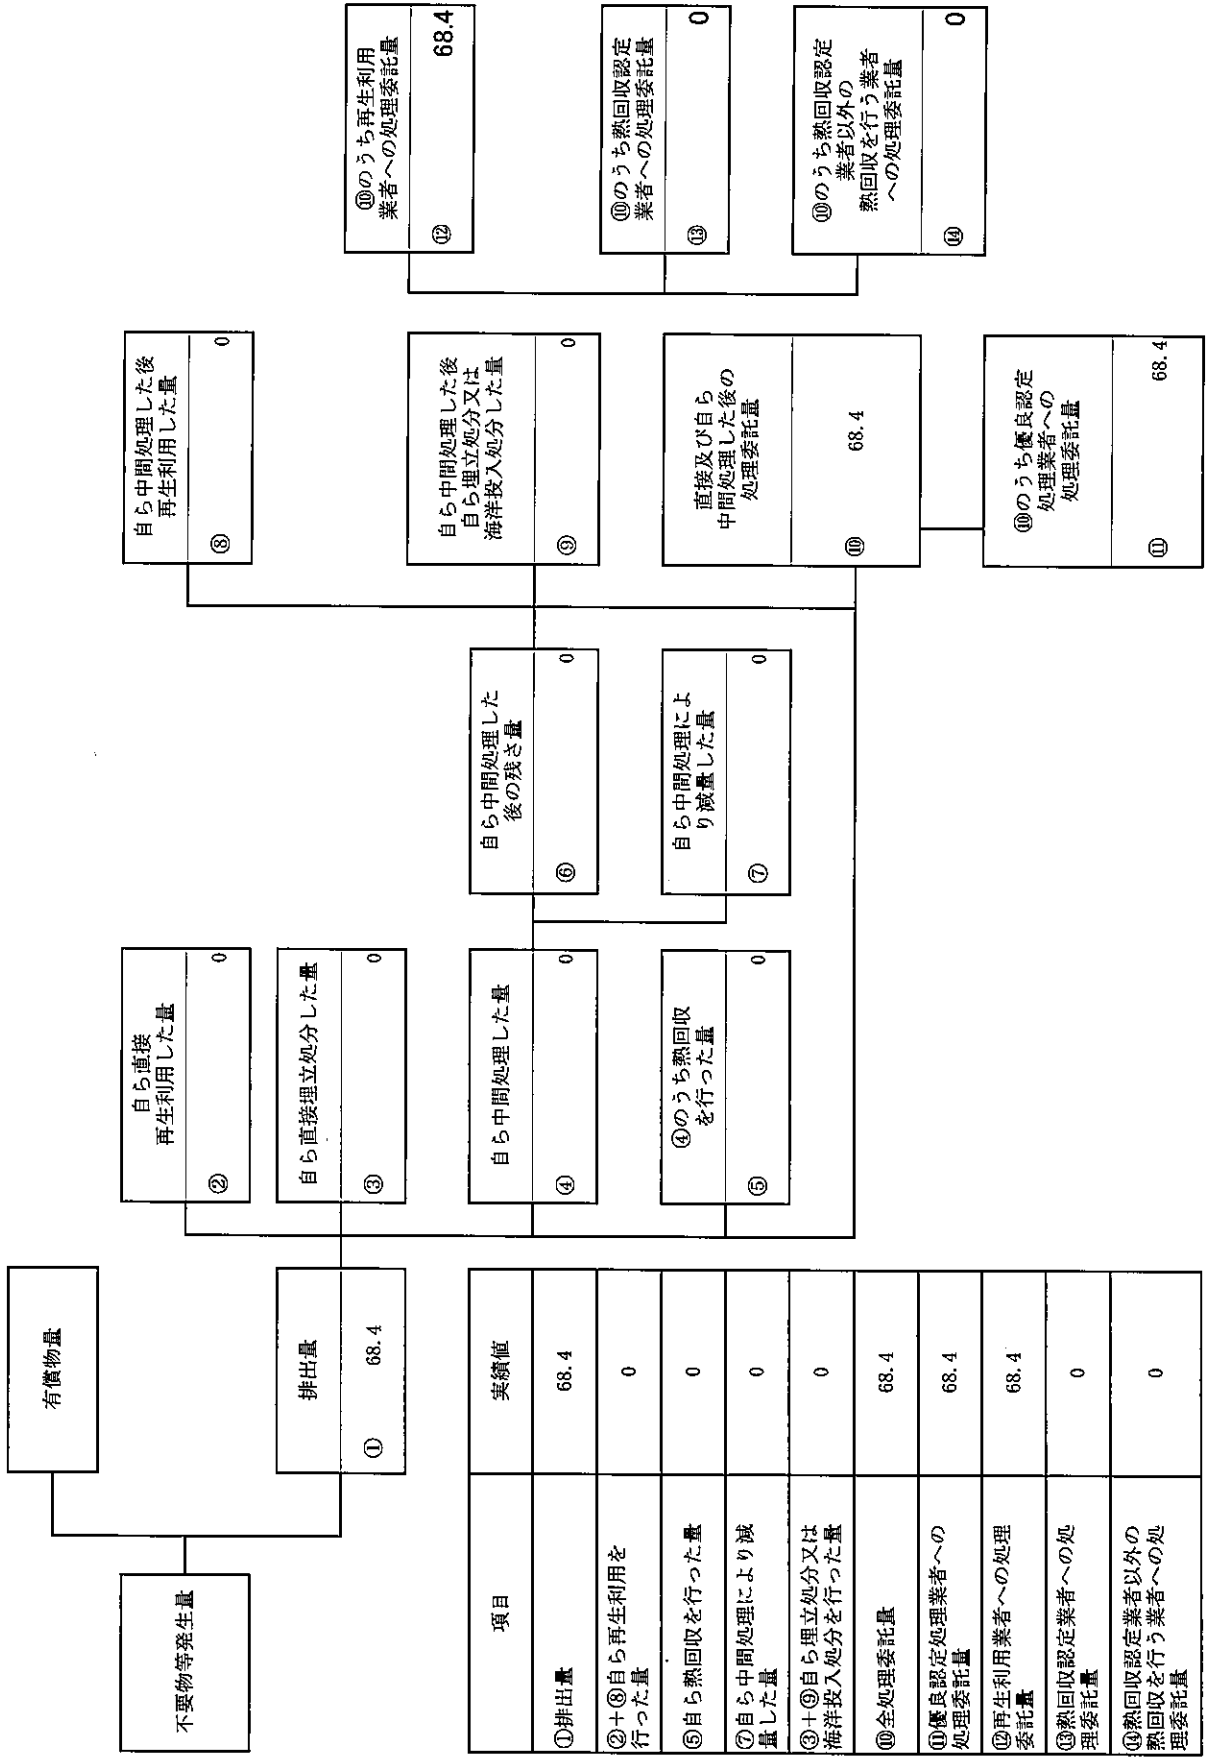 不要物等発生量
有償物量
排出量
① 68.4
自ら直接
再生利用した量
② 0
自ら直接埋立処分した量
③ 0
自ら中間処理した量
④ 0
④のうち熱回収
を行った量
⑤ 0
自ら中間処理した
後の残さ量
⑥ 0
自ら中間処理によ
り減量した量
⑦ 0
自ら中間処理した後
再生利用した量
⑧ 0
自ら中間処理した後
自ら埋立処分又は
海洋投入処分した量
⑨ 0
直接及び自ら
中間処理した後の
処理委託量
⑩ 68.4
⑩のうち優良認定
処理業者への
処理委託量
⑪ 68.4
⑩のうち再生利用
業者への処理委託量
⑫ 68.4
⑩のうち熱回収認定
業者への処理委託量
⑬ 0
⑩のうち熱回収認定
業者以外の
熱回収を行う業者
への処理委託量
⑭ 0
項目 実績値
①排出量 68.4
②+⑧自ら再生利用を
行った量 0
⑤自ら熱回収を行った量 0
⑦自ら中間処理により減
量した量 0
③+⑨自ら埋立処分又は
海洋投入処分を行った量 0
⑩全処理委託量 68.4
⑪優良認定処理業者への
処理委託量 68.4
⑫再生利用業者への処理
委託量 68.4
⑬熱回収認定業者への処
理委託量 0
⑭熱回収認定業者以外の
熱回収を行う業者への処
理委託量 0